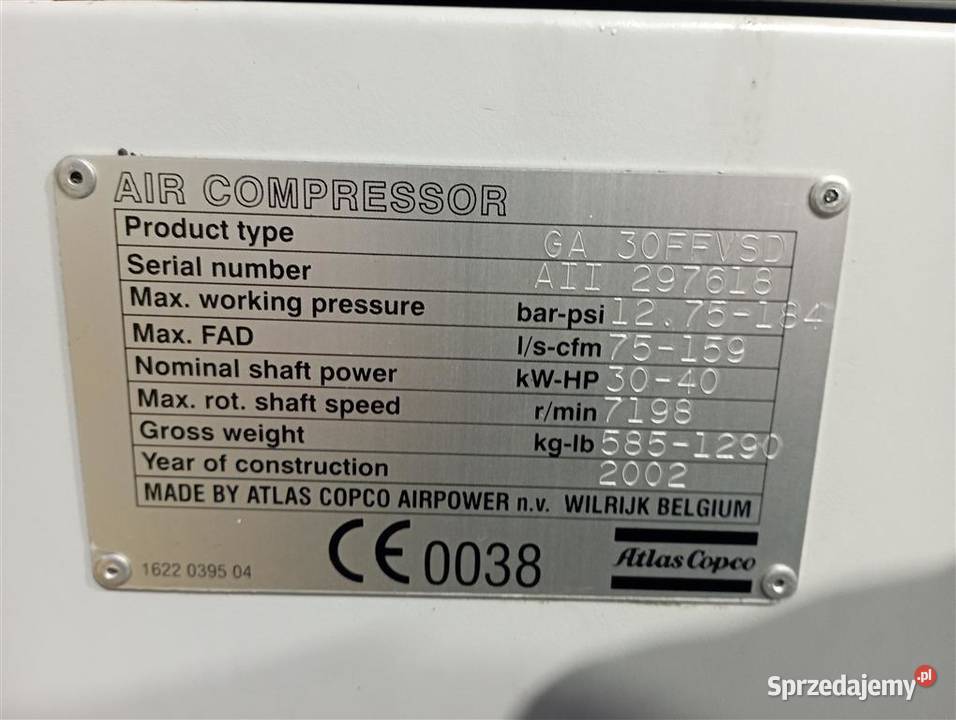 AIR COMPRESSOR
Product type GA 30FFVSD
Serial number AII 297618
Max. working pressure bar-psi 12.75-184
Max. FAD l/s-cfm 75-159
Nominal shaft power kW-HP 30-40
Max. rot. shaft speed r/min 7198
Gross weight kg-lb 585-1290
Year of construction 2002
MADE BY ATLAS COPCO AIRPOWER n.v. WILRIJK BELGIUM
1622 0395 04 CE 0038 Atlas Copco
Sprzedajemy.pl